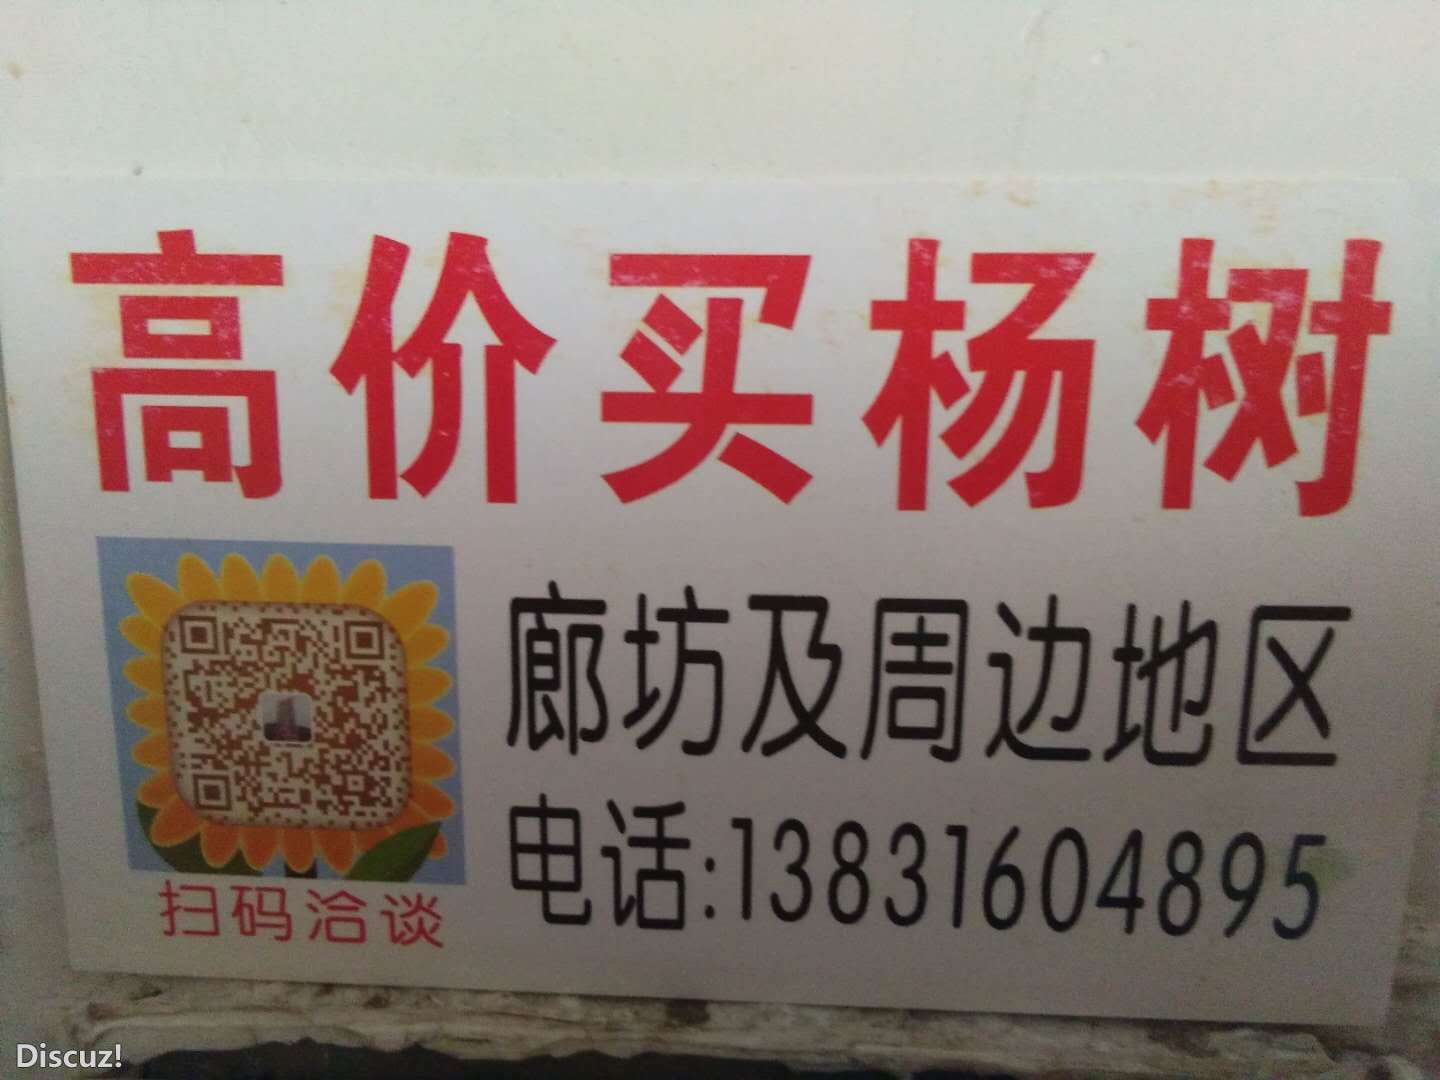 高价买杨树
廊坊及周边地区
电话:13831604895
扫码洽谈
Discuz!